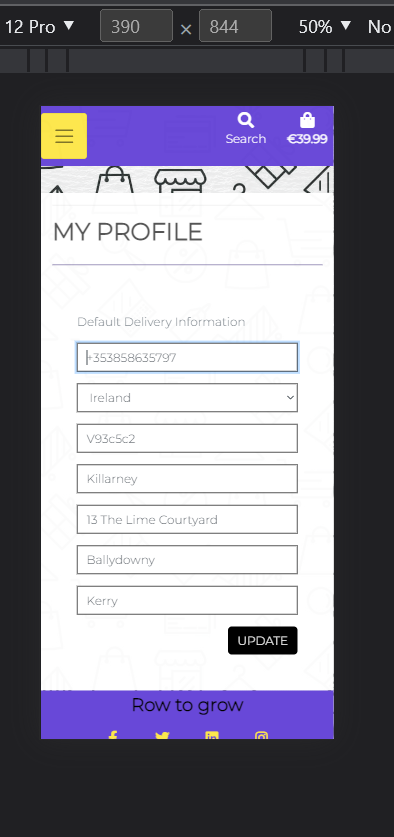 12 Pro 390 × 844 50% No
Search €39.99
MY PROFILE
Default Delivery Information
+353858635797
Ireland
V93c5c2
Killarney
13 The Lime Courtyard
Ballydowny
Kerry
UPDATE
Row to grow